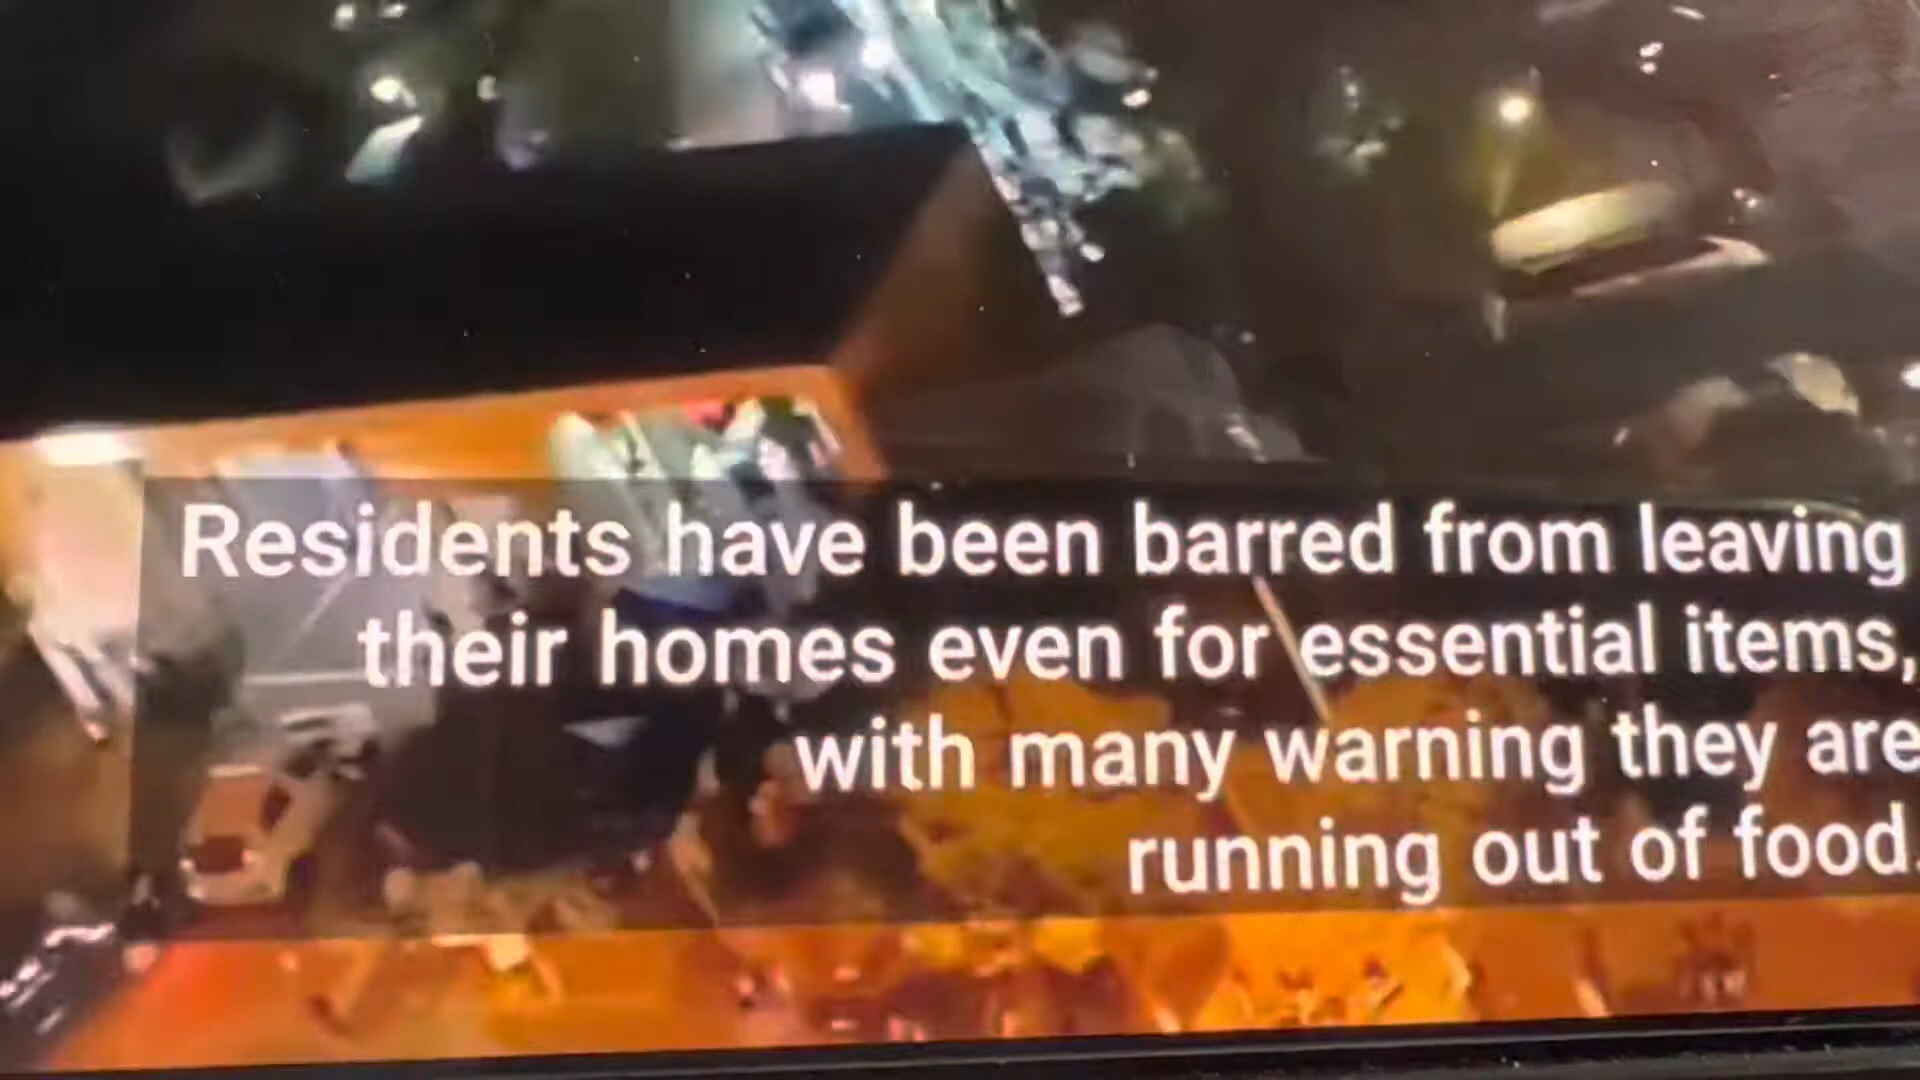 Residents have been barred from leaving
their homes even for essential items,
with many warning they are
running out of food.